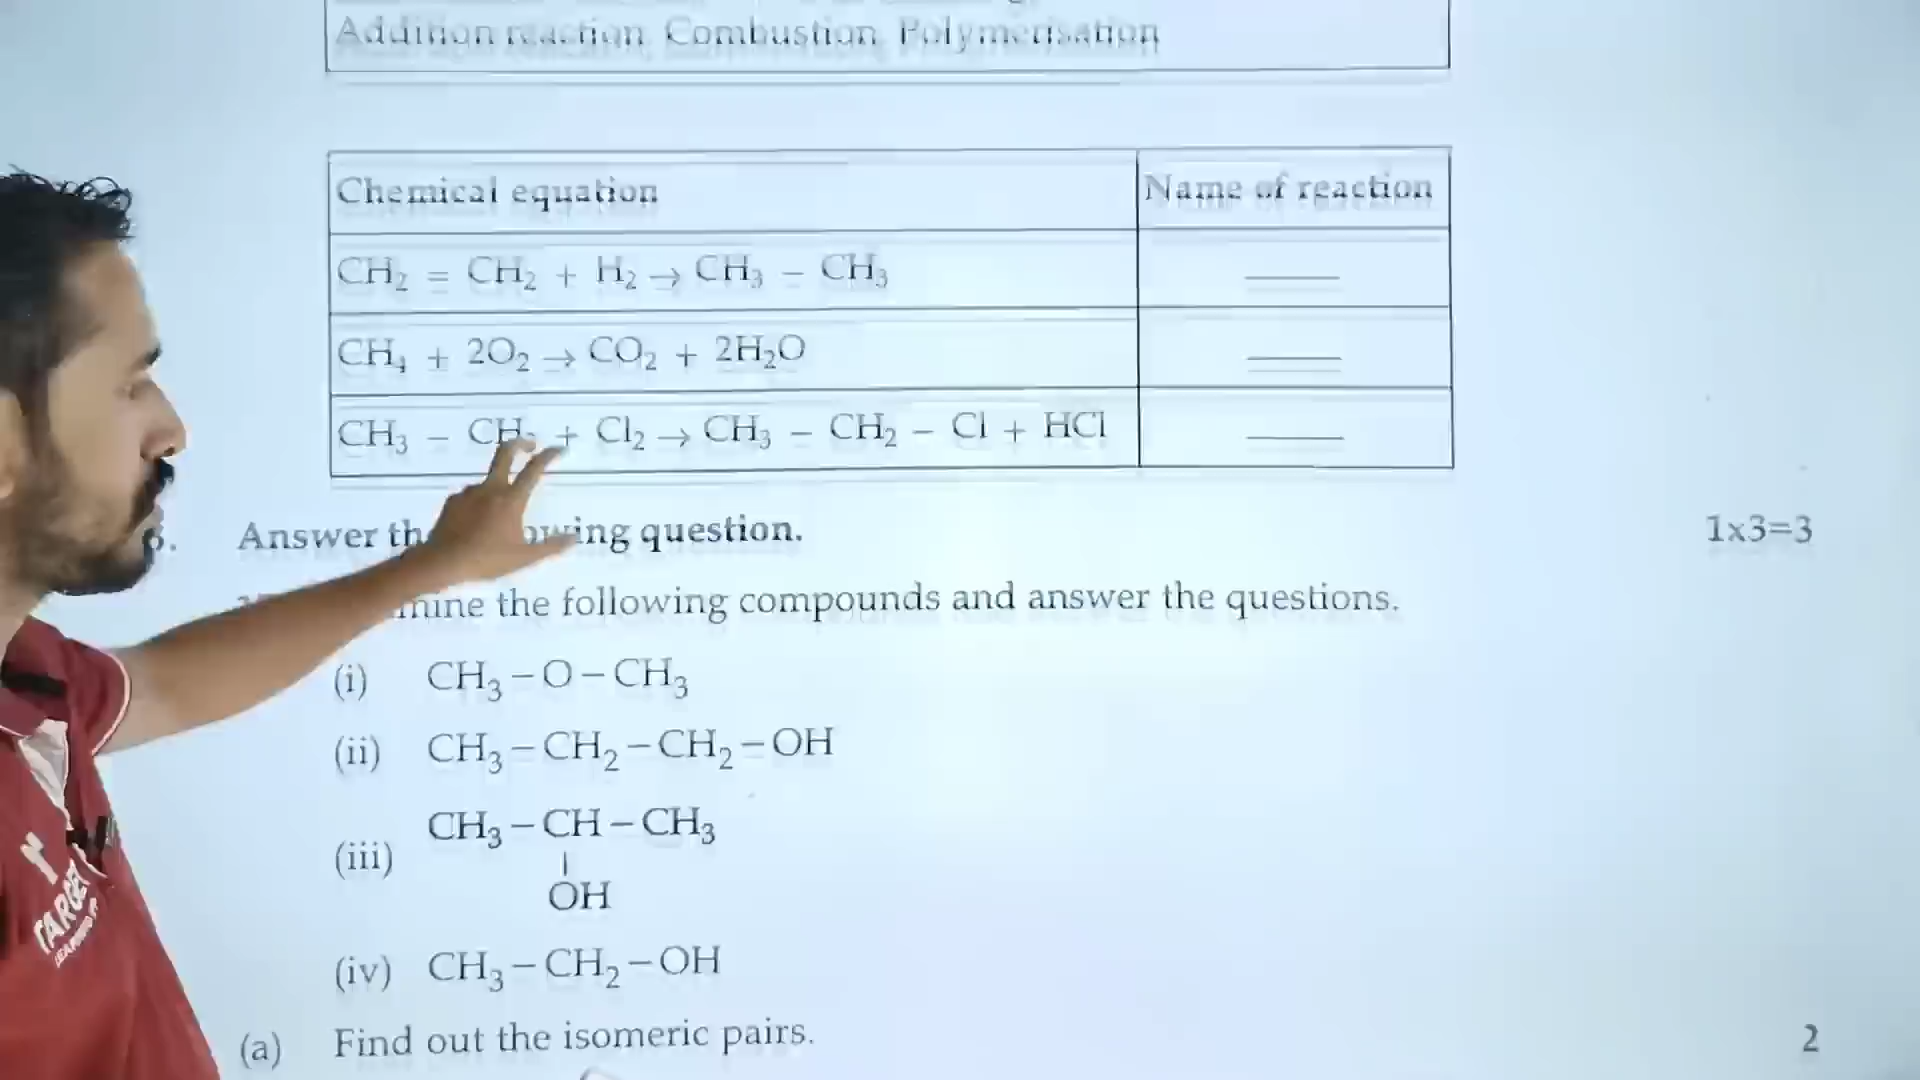 Addition reaction, Combustion, Polymerisation
Chemical equation Name of reaction
CH₂ = CH₂ + H₂ → CH₃ – CH₃
CH₄ + 2O₂ → CO₂ + 2H₂O
CH₃ – CH₃ + Cl₂ → CH₃ – CH₂ – Cl + HCl
6. Answer the following question. 1x3=3
the following compounds and answer the questions.
(i) CH₃ – O – CH₃
(ii) CH₃ – CH₂ – CH₂ – OH
(iii) CH₃ – CH – CH₃
|
OH
(iv) CH₃ – CH₂ – OH
(a) Find out the isomeric pairs. 2
TARGET